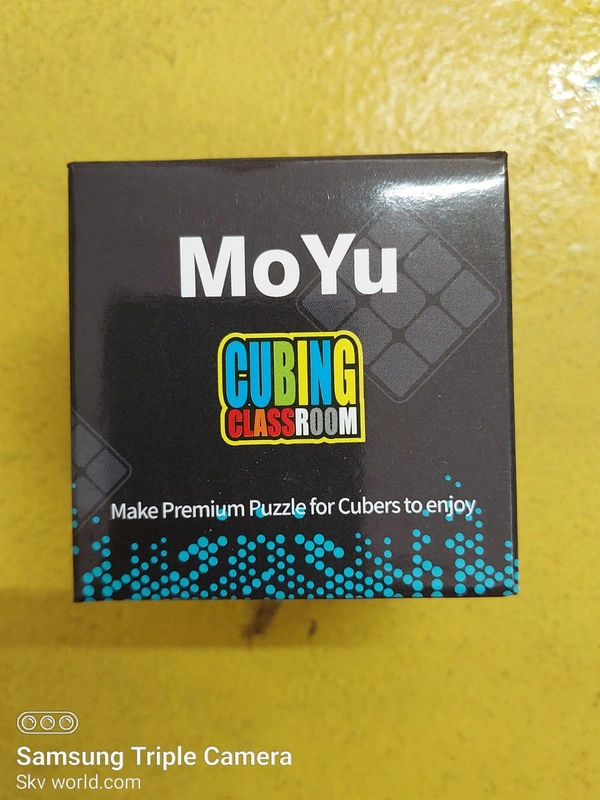 MoYu
CUBING
CLASSROOM
Make Premium Puzzle for Cubers to enjoy
Samsung Triple Camera
Skv world.com